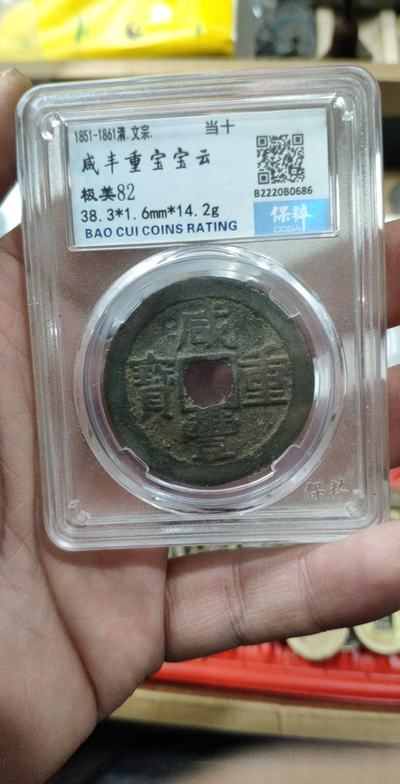 1851-1861清.文宗.
当十
咸丰重宝宝云
极美82
38.3*1.6mm*14.2g
BAO CUI COINS RATING
B2220B0686
保粹
CCGA
咸
寶 重
豐
保粹